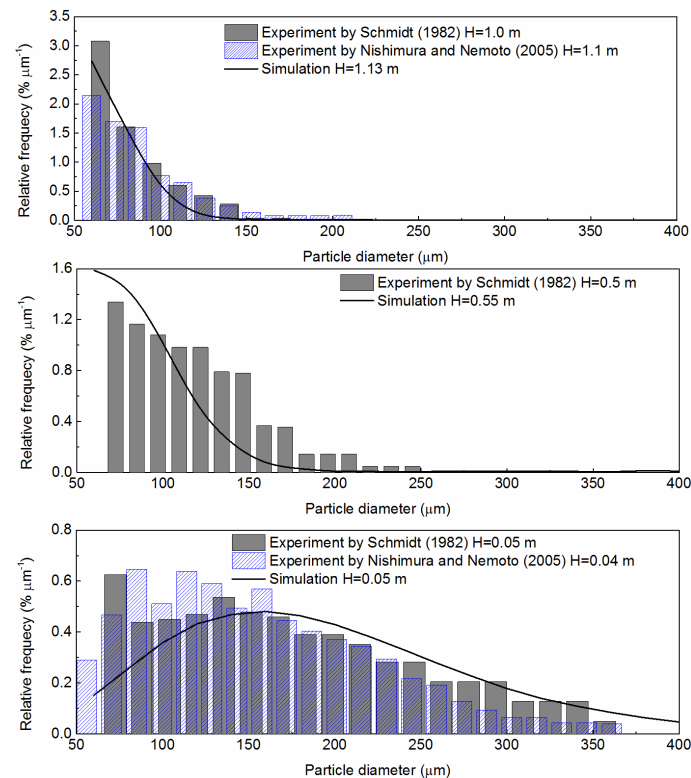 3.5
3.0
2.5
2.0
1.5
1.0
0.5
0.0
Relative frequecy (% μm⁻¹)
Experiment by Schmidt (1982) H=1.0 m
Experiment by Nishimura and Nemoto (2005) H=1.1 m
Simulation H=1.13 m
50 100 150 200 250 300 350 400
Particle diameter (μm)
1.6
1.2
0.8
0.4
0.0
Relative frequecy (% μm⁻¹)
Experiment by Schmidt (1982) H=0.5 m
Simulation H=0.55 m
50 100 150 200 250 300 350 400
Particle diameter (μm)
0.8
0.6
0.4
0.2
0.0
Relative frequecy (% μm⁻¹)
Experiment by Schmidt (1982) H=0.05 m
Experiment by Nishimura and Nemoto (2005) H=0.04 m
Simulation H=0.05 m
50 100 150 200 250 300 350 400
Particle diameter (μm)